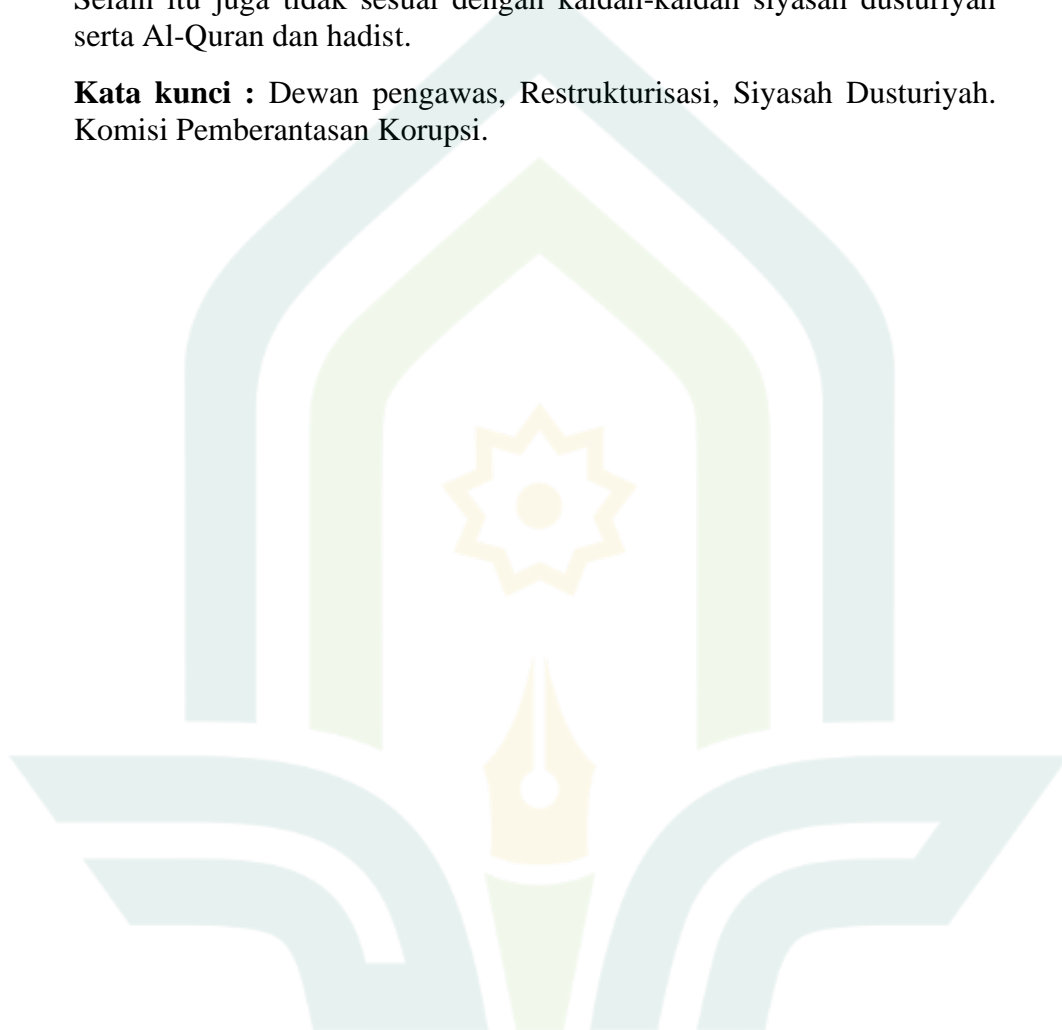 Selain itu juga tidak sesuai dengan kaidah-kaidah siyasah dusturiyah
serta Al-Quran dan hadist.
Kata kunci : Dewan pengawas, Restrukturisasi, Siyasah Dusturiyah.
Komisi Pemberantasan Korupsi.